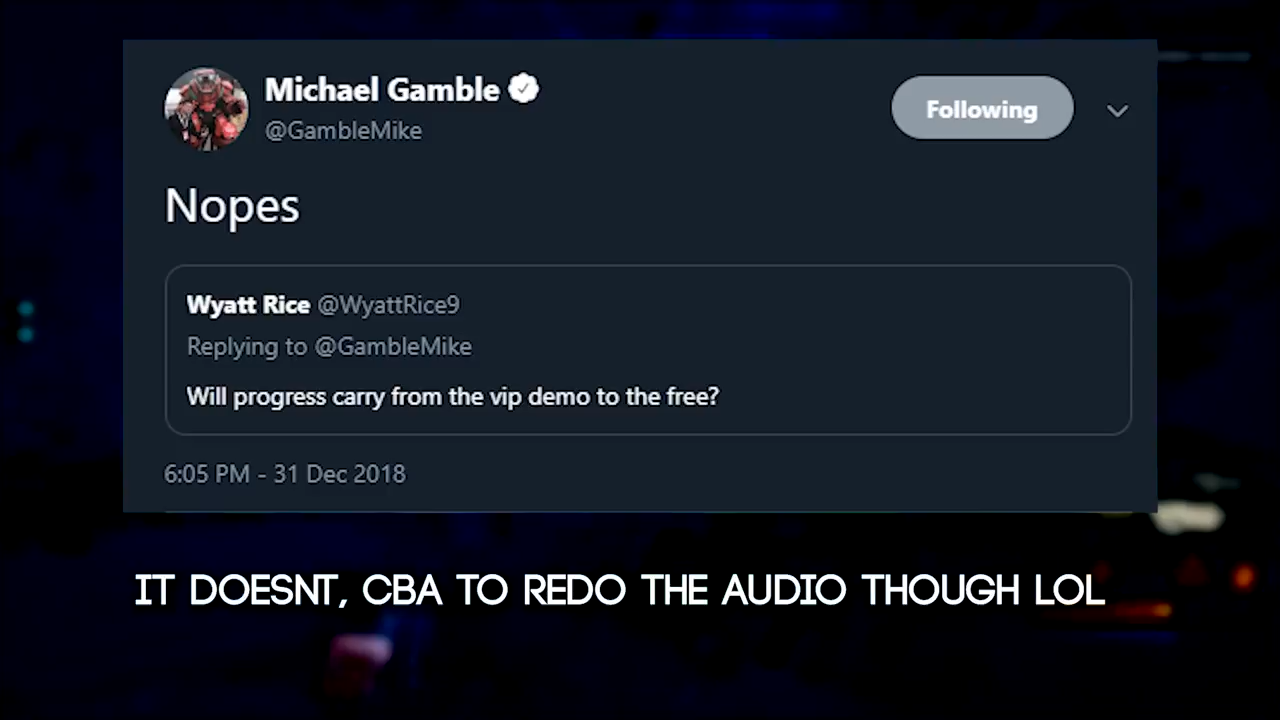 Michael Gamble
@GambleMike
Following
Nopes
Wyatt Rice @WyattRice9
Replying to @GambleMike
Will progress carry from the vip demo to the free?
6:05 PM - 31 Dec 2018
IT DOESNT, CBA TO REDO THE AUDIO THOUGH LOL